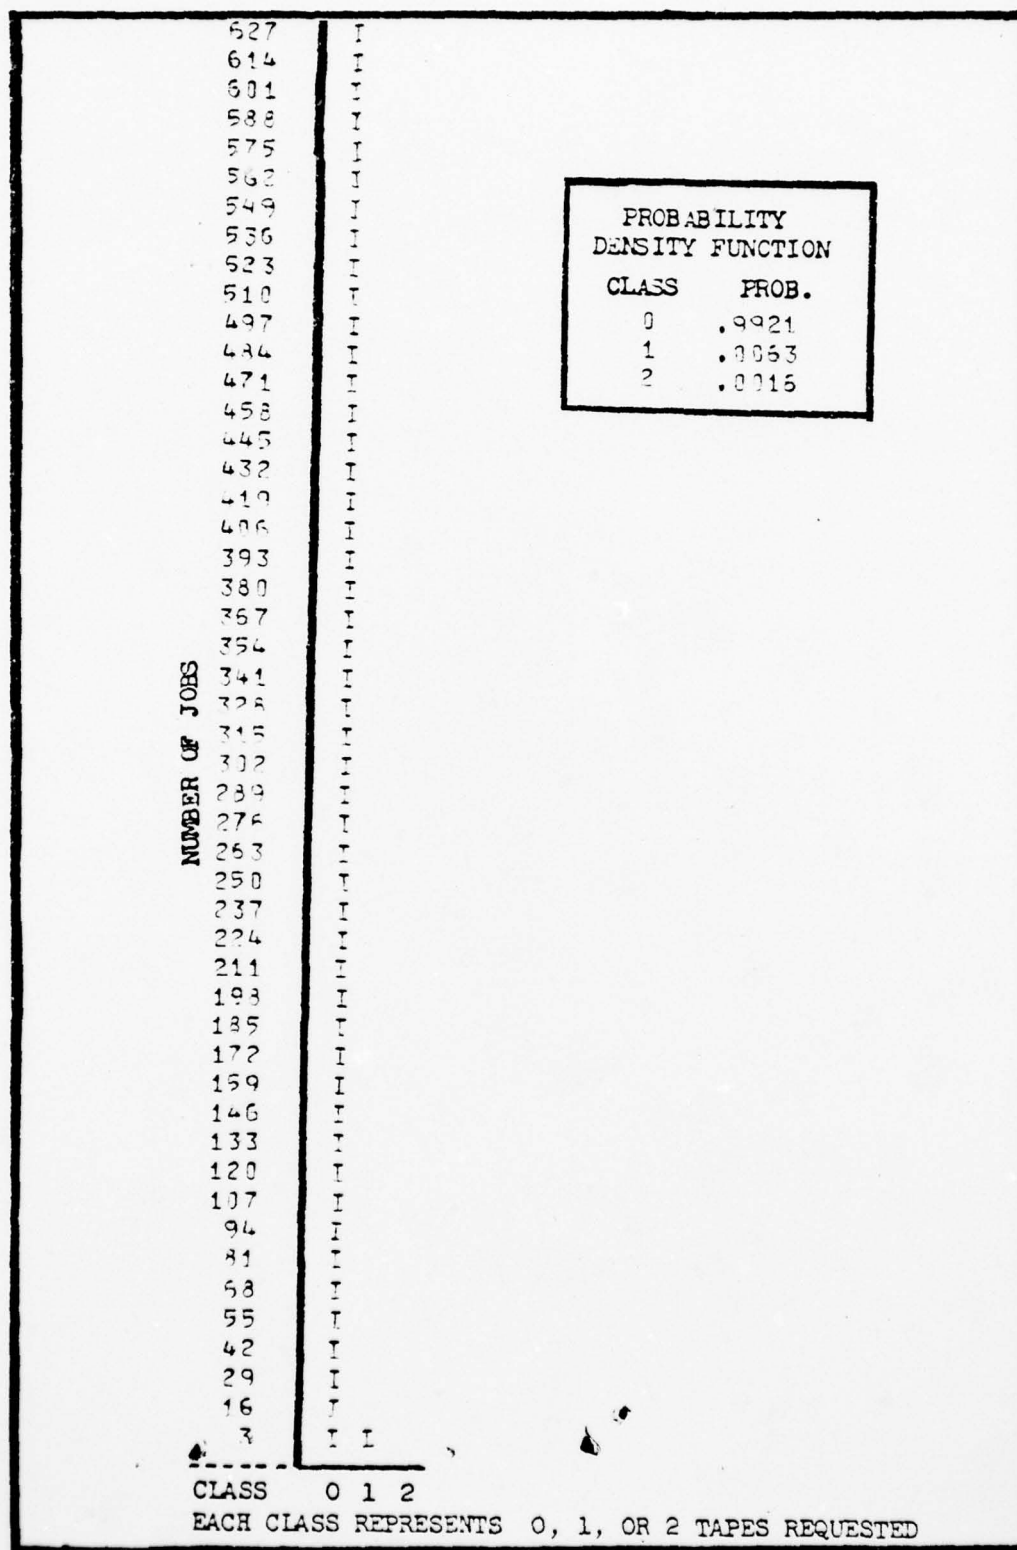 627 I
614 I
601 I
588 I
575 I
562 I
549 I
536 I
523 I
510 I
497 I
484 I
471 I
458 I
445 I
432 I
419 I
406 I
393 I
380 I
367 I
354 I
341 I
328 I
315 I
302 I
289 I
276 I
263 I
250 I
237 I
224 I
211 I
198 I
185 I
172 I
159 I
146 I
133 I
120 I
107 I
94 I
81 I
68 I
55 I
42 I
29 I
16 I
3 I I
NUMBER OF JOBS
PROBABILITY
DENSITY FUNCTION
CLASS PROB.
0 .9921
1 .0063
2 .0016
CLASS 0 1 2
EACH CLASS REPRESENTS 0, 1, OR 2 TAPES REQUESTED